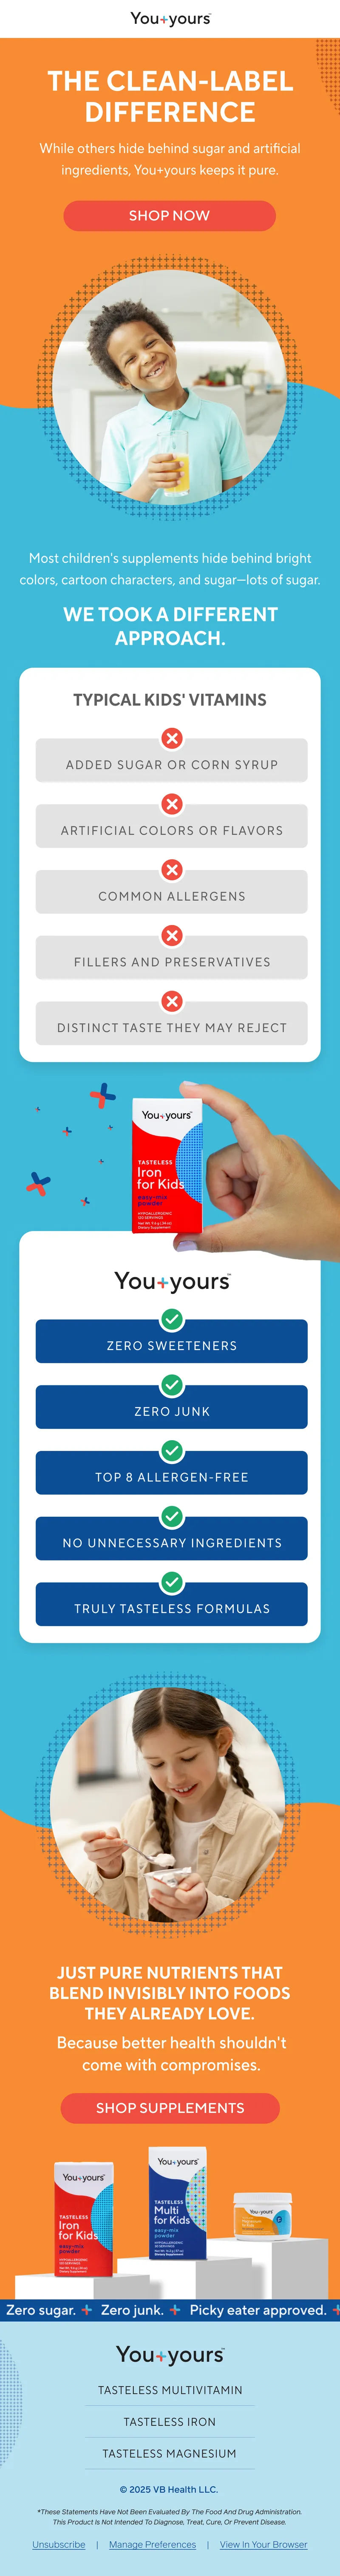 You+yours™
THE CLEAN-LABEL
DIFFERENCE
While others hide behind sugar and artificial
ingredients, You+yours keeps it pure.
SHOP NOW
Most children's supplements hide behind bright
colors, cartoon characters, and sugar—lots of sugar.
WE TOOK A DIFFERENT
APPROACH.
TYPICAL KIDS' VITAMINS
ADDED SUGAR OR CORN SYRUP
ARTIFICIAL COLORS OR FLAVORS
COMMON ALLERGENS
FILLERS AND PRESERVATIVES
DISTINCT TASTE THEY MAY REJECT
You+yours™
TASTELESS
Iron
for Kids
easy-mix
powder
HYPOALLERGENIC
Dietary Supplement
You+yours™
ZERO SWEETENERS
ZERO JUNK
TOP 8 ALLERGEN-FREE
NO UNNECESSARY INGREDIENTS
TRULY TASTELESS FORMULAS
JUST PURE NUTRIENTS THAT
BLEND INVISIBLY INTO FOODS
THEY ALREADY LOVE.
Because better health shouldn't
come with compromises.
SHOP SUPPLEMENTS
You+yours
TASTELESS
Iron
for Kids
easy-mix
powder
You+yours
TASTELESS
Multi
for Kids
easy-mix
powder
You+yours
Zero sugar. + Zero junk. + Picky eater approved. +
You+yours™
TASTELESS MULTIVITAMIN
TASTELESS IRON
TASTELESS MAGNESIUM
© 2025 VB Health LLC.
*These Statements Have Not Been Evaluated By The Food And Drug Administration.
This Product Is Not Intended To Diagnose, Treat, Cure, Or Prevent Disease.
Unsubscribe | Manage Preferences | View In Your Browser